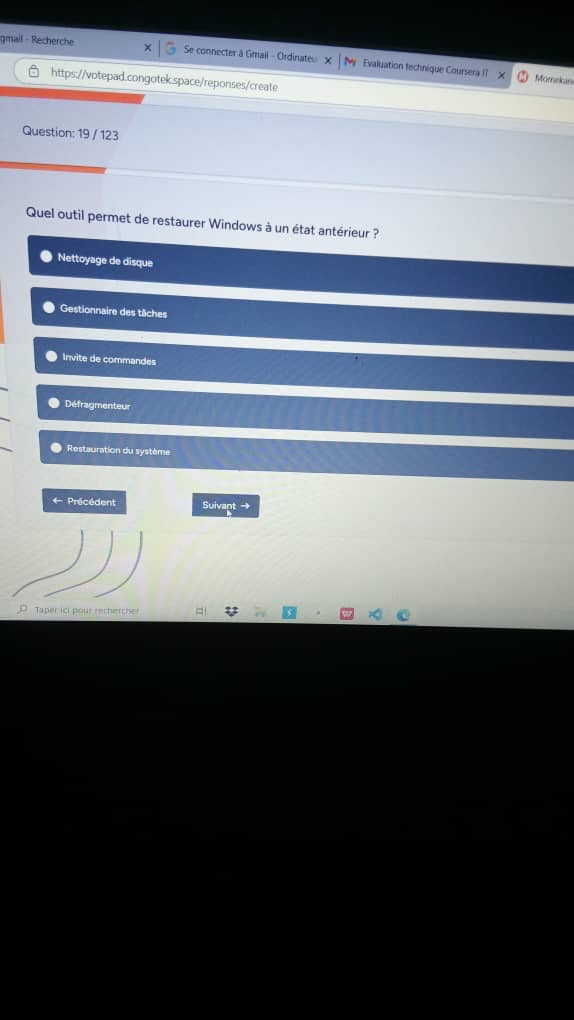 gmail - Recherche
Se connecter à Gmail - Ordinateu
Evaluation technique Coursera IT
https://votepad.congotek.space/reponses/create
Question: 19 / 123
Quel outil permet de restaurer Windows à un état antérieur ?
Nettoyage de disque
Gestionnaire des tâches
Invite de commandes
Défragmenteur
Restauration du système
← Précédent
Suivant →
Taper ici pour rechercher